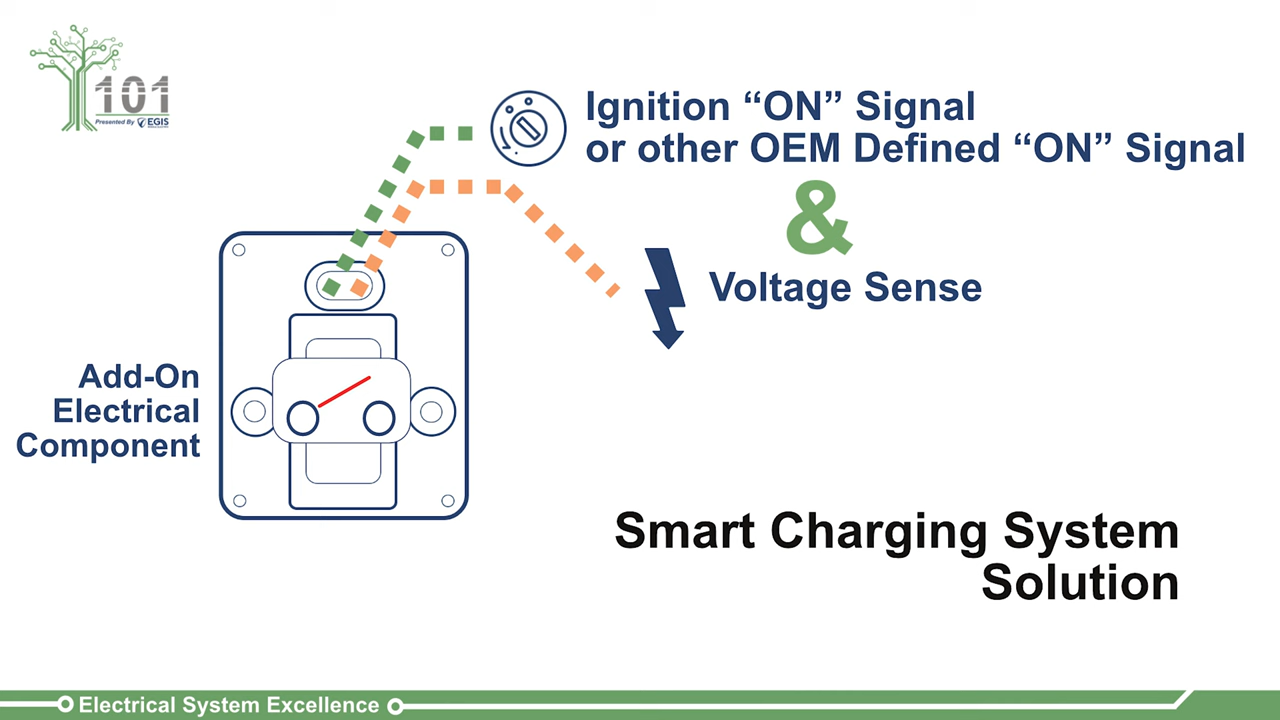 101
Presented By EGIS
Ignition “ON” Signal
or other OEM Defined “ON” Signal
&
Voltage Sense
Add-On
Electrical
Component
Smart Charging System
Solution
Electrical System Excellence